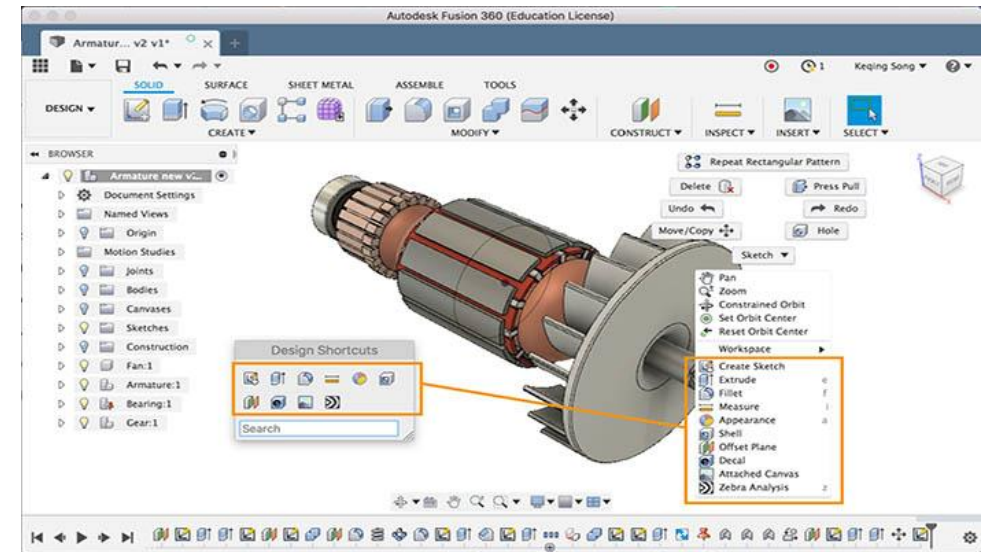 Autodesk Fusion 360 (Education License)
Armatur... v2 v1*
1 Keqing Song
SOLID SURFACE SHEET METAL ASSEMBLE TOOLS
DESIGN
CREATE MODIFY CONSTRUCT INSPECT INSERT SELECT
BROWSER
Armature new v...
Document Settings
Named Views
Origin
Motion Studies
Joints
Bodies
Canvases
Sketches
Construction
Fan:1
Armature:1
Bearing:1
Gear:1
Design Shortcuts
Search
Repeat Rectangular Pattern
Delete Press Pull
Undo Redo
Move/Copy Hole
Sketch
Pan
Zoom
Constrained Orbit
Set Orbit Center
Reset Orbit Center
Workspace
Create Sketch
Extrude e
Fillet f
Measure i
Appearance a
Shell
Offset Plane
Decal
Attached Canvas
Zebra Analysis z